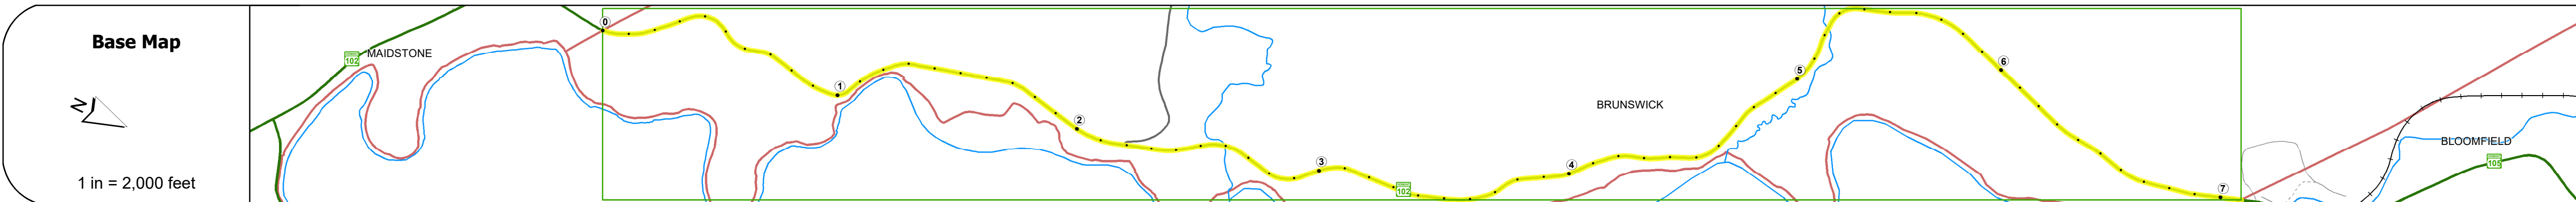 Base Map
N
1 in = 2,000 feet
102
MAIDSTONE
0
1
2
3
102
4
BRUNSWICK
5
6
7
BLOOMFIELD
105